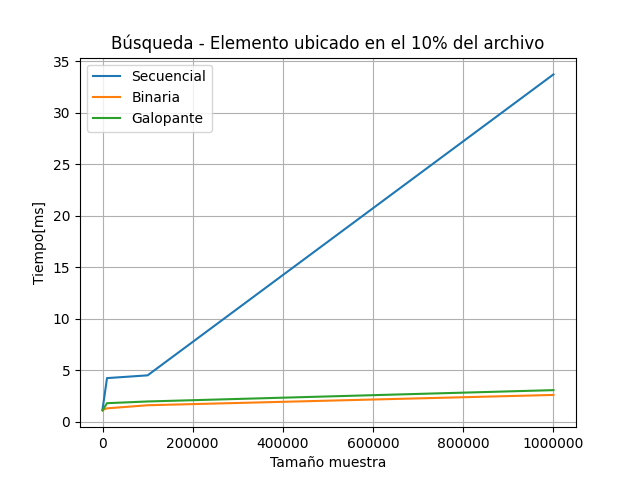 Búsqueda - Elemento ubicado en el 10% del archivo
Secuencial
Binaria
Galopante
35
30
25
20
15
10
5
0
Tiempo[ms]
0 200000 400000 600000 800000 1000000
Tamaño muestra